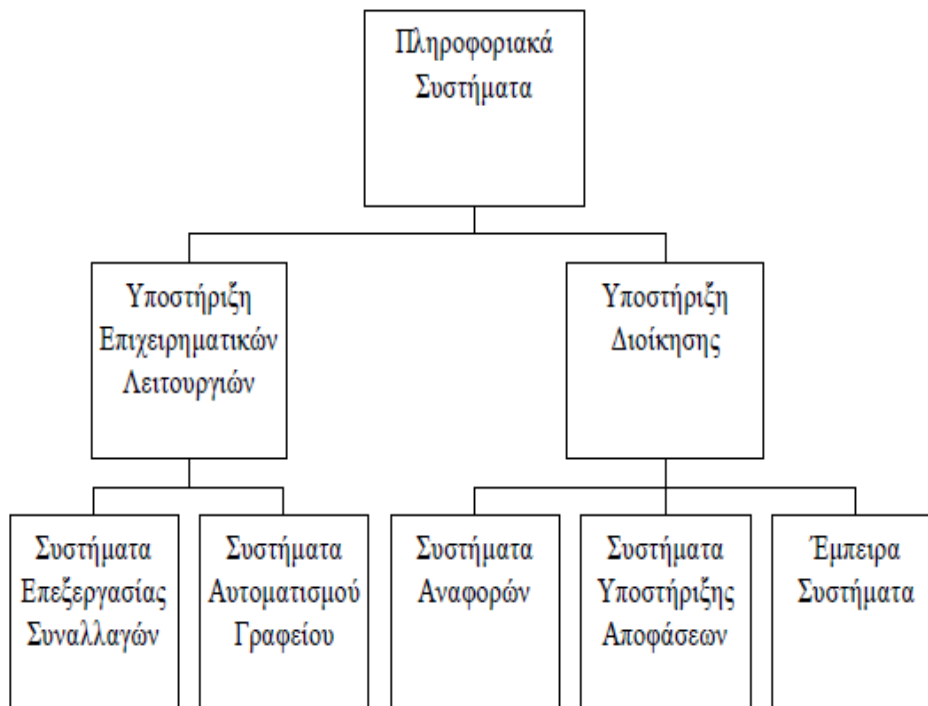 Πληροφοριακά
Συστήματα
Υποστήριξη
Επιχειρηματικών
Λειτουργιών
Υποστήριξη
Διοίκησης
Συστήματα
Επεξεργασίας
Συναλλαγών
Συστήματα
Αυτοματισμού
Γραφείου
Συστήματα
Αναφορών
Συστήματα
Υποστήριξης
Αποφάσεων
Έμπειρα
Συστήματα